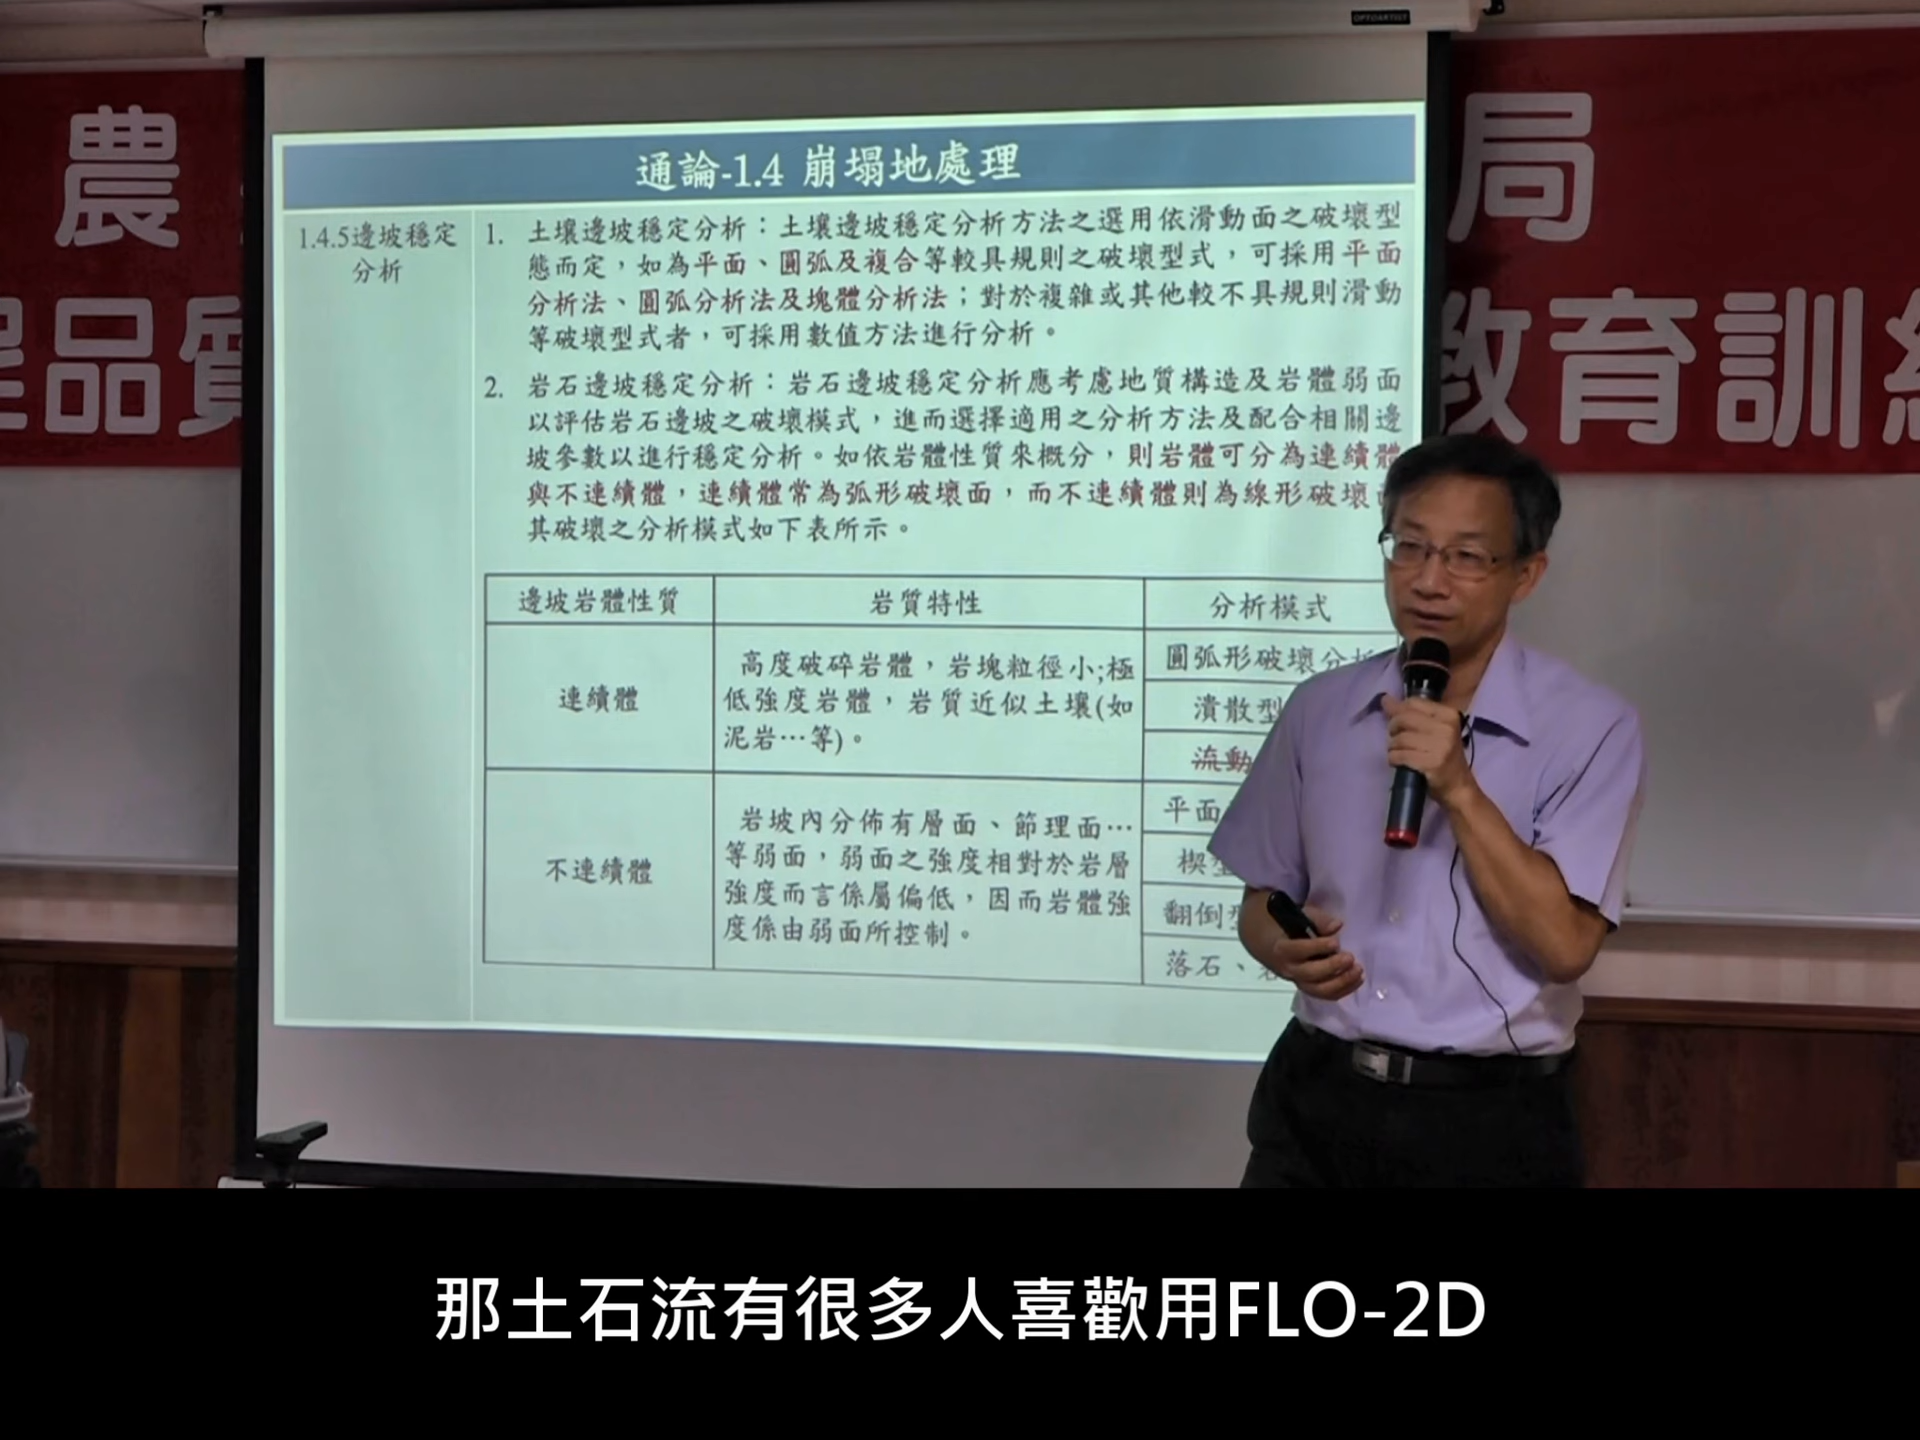 OPTOARTIST
農
局
品質
教育訓
通論-1.4 崩塌地處理
1.4.5邊坡穩定
分析
1. 土壤邊坡穩定分析：土壤邊坡穩定分析方法之選用依滑動面之破壞型
態而定，如為平面、圓弧及複合等較具規則之破壞型式，可採用平面
分析法、圓弧分析法及塊體分析法；對於複雜或其他較不具規則滑動
等破壞型式者，可採用數值方法進行分析。
2. 岩石邊坡穩定分析：岩石邊坡穩定分析應考慮地質構造及岩體弱面
以評估岩石邊坡之破壞模式，進而選擇適用之分析方法及配合相關邊
坡參數以進行穩定分析。如依岩體性質來概分，則岩體可分為連續體
與不連續體，連續體常為弧形破壞面，而不連續體則為線形破壞
其破壞之分析模式如下表所示。
邊坡岩體性質
岩質特性
分析模式
連續體
高度破碎岩體，岩塊粒徑小;極
低強度岩體，岩質近似土壤(如
泥岩…等)。
圓弧形破壞分析
潰散型
流動
不連續體
岩坡內分佈有層面、節理面…
等弱面，弱面之強度相對於岩層
強度而言係屬偏低，因而岩體強
度係由弱面所控制。
平面
楔型
翻倒型
落石、
那土石流有很多人喜歡用FLO-2D